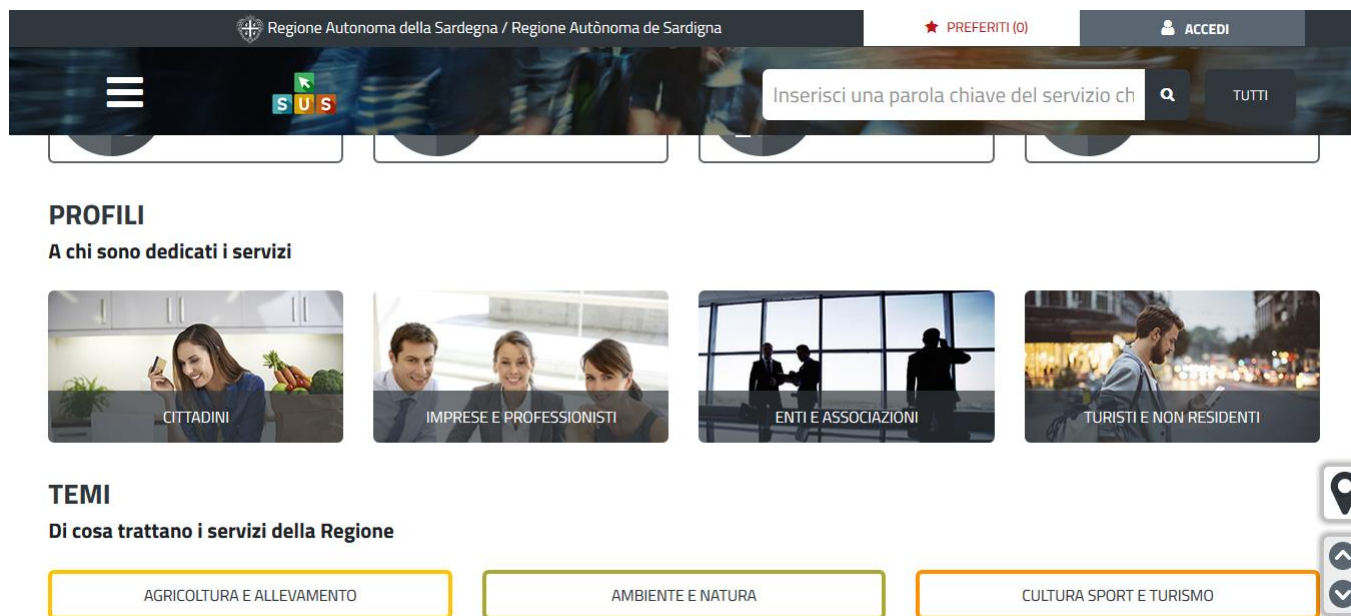 Regione Autonoma della Sardegna / Regione Autònoma de Sardigna
PREFERITI (0)
ACCEDI
SUS
Inserisci una parola chiave del servizio ch
TUTTI
PROFILI
A chi sono dedicati i servizi
CITTADINI
IMPRESE E PROFESSIONISTI
ENTI E ASSOCIAZIONI
TURISTI E NON RESIDENTI
TEMI
Di cosa trattano i servizi della Regione
AGRICOLTURA E ALLEVAMENTO
AMBIENTE E NATURA
CULTURA SPORT E TURISMO